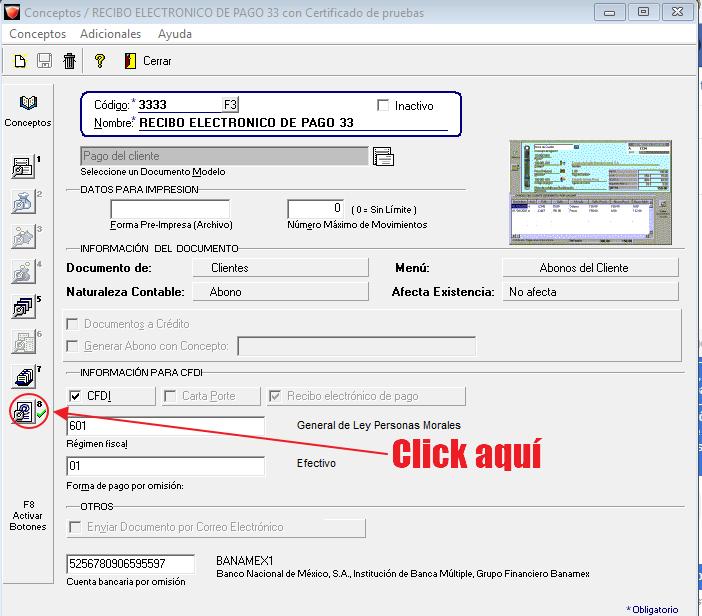 Conceptos / RECIBO ELECTRONICO DE PAGO 33 con Certificado de pruebas
Conceptos Adicionales Ayuda
Cerrar
Conceptos
Código:* 3333 F3 Inactivo
Nombre:* RECIBO ELECTRONICO DE PAGO 33
1
Pago del cliente
Seleccione un Documento Modelo
2
DATOS PARA IMPRESION
0 ( 0 = Sin Límite )
Forma Pre-Impresa (Archivo) Número Máximo de Movimientos
3
INFORMACIÓN DEL DOCUMENTO
4
Documento de: Clientes Menú: Abonos del Cliente
Naturaleza Contable: Abono Afecta Existencia: No afecta
5
Documentos a Crédito
6
Generar Abono con Concepto:
7
INFORMACIÓN PARA CFDI
CFDI Carta Porte Recibo electrónico de pago
8
601 General de Ley Personas Morales
Régimen fiscal
Click aquí
01 Efectivo
Forma de pago por omisión:
F8
Activar
Botones
OTROS
Enviar Documento por Correo Electrónico
5256780906595597 BANAMEX1
Cuenta bancaria por omisión Banco Nacional de México, S.A., Institución de Banca Múltiple, Grupo Financiero Banamex
*Obligatorio